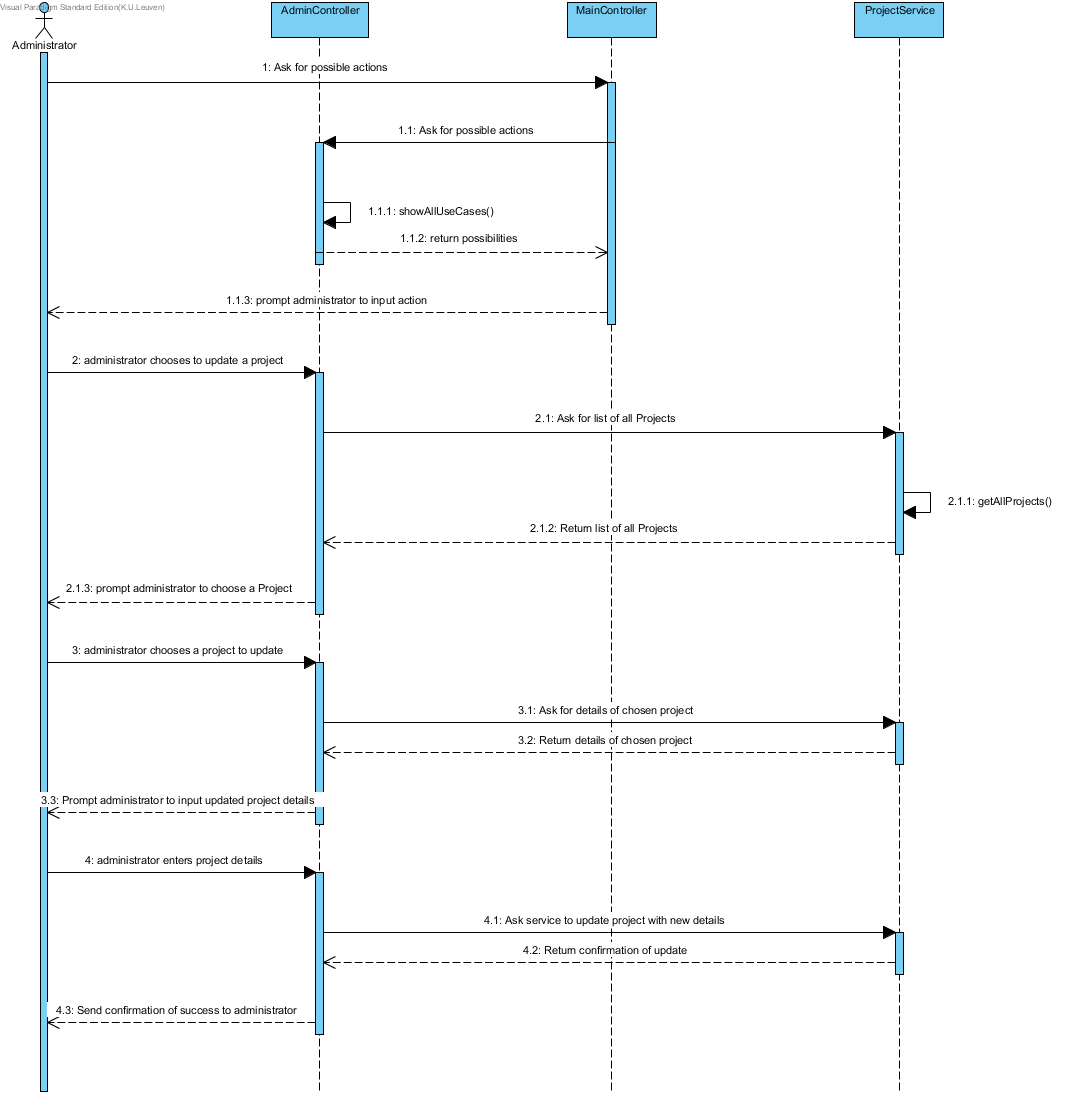 Visual Paradigm Standard Edition(K.U.Leuven)
AdminController
MainController
ProjectService
Administrator
1: Ask for possible actions
1.1: Ask for possible actions
1.1.1: showAllUseCases()
1.1.2: return possibilities
1.1.3: prompt administrator to input action
2: administrator chooses to update a project
2.1: Ask for list of all Projects
2.1.1: getAllProjects()
2.1.2: Return list of all Projects
2.1.3: prompt administrator to choose a Project
3: administrator chooses a project to update
3.1: Ask for details of chosen project
3.2: Return details of chosen project
3.3: Prompt administrator to input updated project details
4: administrator enters project details
4.1: Ask service to update project with new details
4.2: Return confirmation of update
4.3: Send confirmation of success to administrator